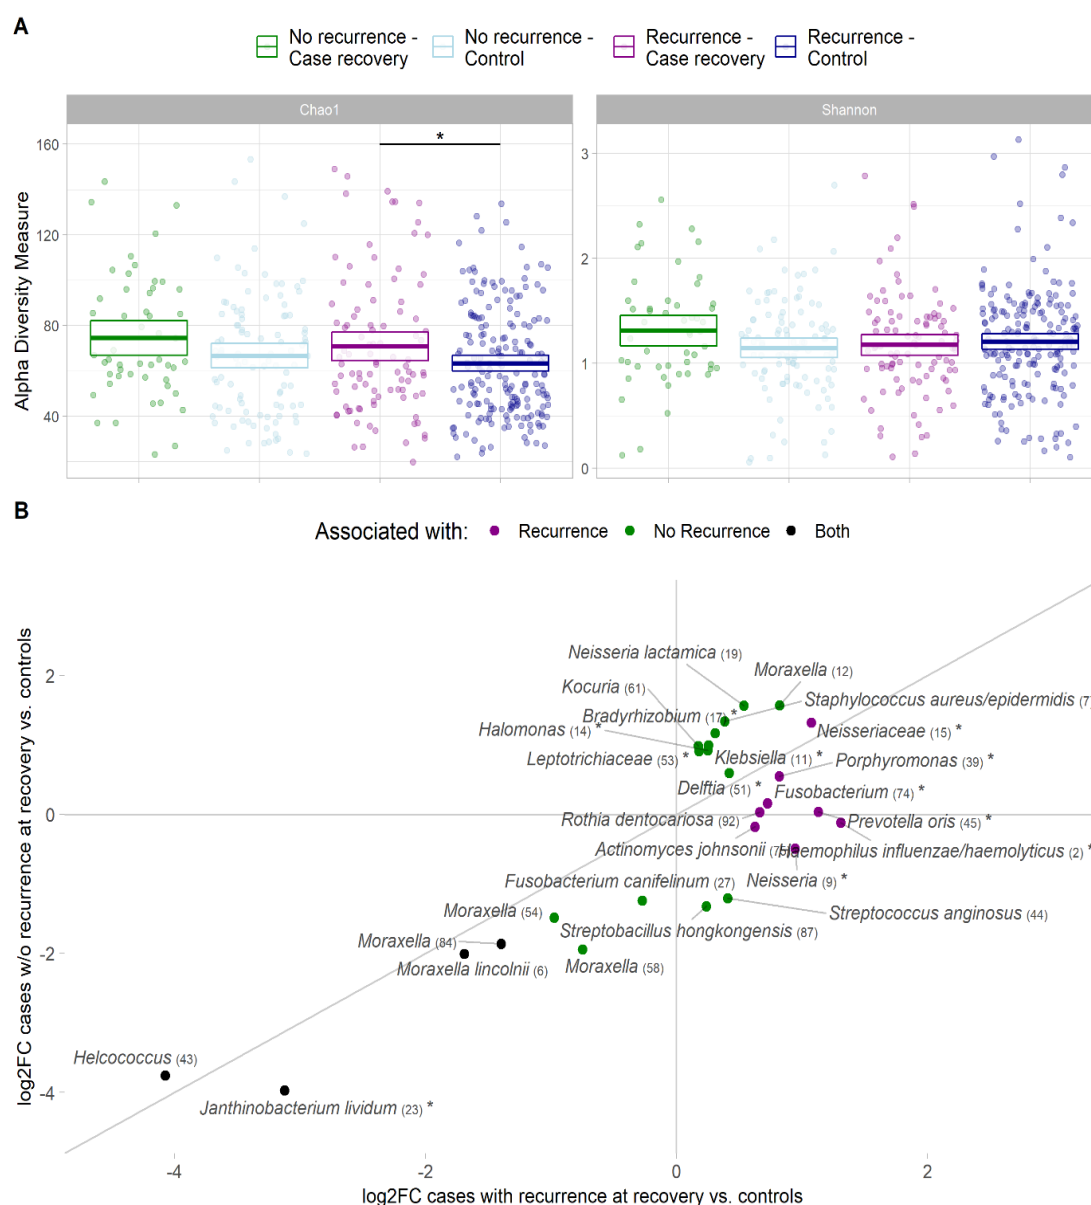 A
No recurrence -
Case recovery
No recurrence -
Control
Recurrence -
Case recovery
Recurrence -
Control
Chao1
Shannon
Alpha Diversity Measure
160
120
80
40
*
3
2
1
0
B
Associated with: Recurrence No Recurrence Both
log2FC cases w/o recurrence at recovery vs. controls
2
0
-2
-4
Neisseria lactamica (19)
Moraxella (12)
Kocuria (61)
Staphylococcus aureus/epidermidis (7
Bradyrhizobium (17) *
Halomonas (14) *
Neisseriaceae (15) *
Leptotrichiaceae (53) *
Klebsiella (11) *
Porphyromonas (39) *
Delftia (51) *
Fusobacterium (74) *
Rothia dentocariosa (92)
Prevotella oris (45) *
Actinomyces johnsonii
Haemophilus influenzae/haemolyticus (2) *
Fusobacterium canifelinum (27)
Neisseria (9) *
Moraxella (54)
Streptococcus anginosus (44)
Streptobacillus hongkongensis (87)
Moraxella (84)
Moraxella lincolnii (6)
Moraxella (58)
Helcococcus (43)
Janthinobacterium lividum (23) *
-4
-2
0
2
log2FC cases with recurrence at recovery vs. controls